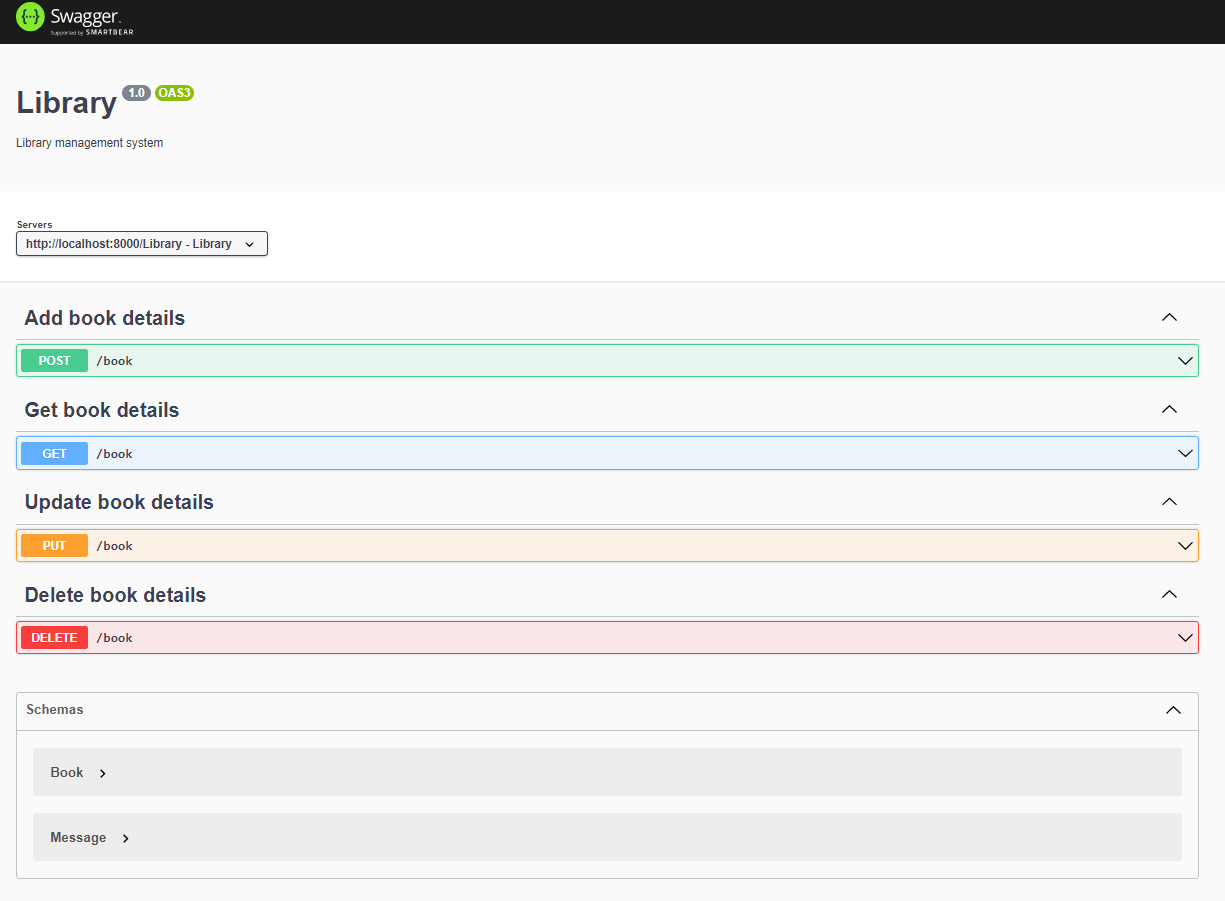 {...} Swagger.
Supported by SMARTBEAR
Library 1.0 OAS3
Library management system
Servers
http://localhost:8000/Library - Library
Add book details
POST /book
Get book details
GET /book
Update book details
PUT /book
Delete book details
DELETE /book
Schemas
Book
Message